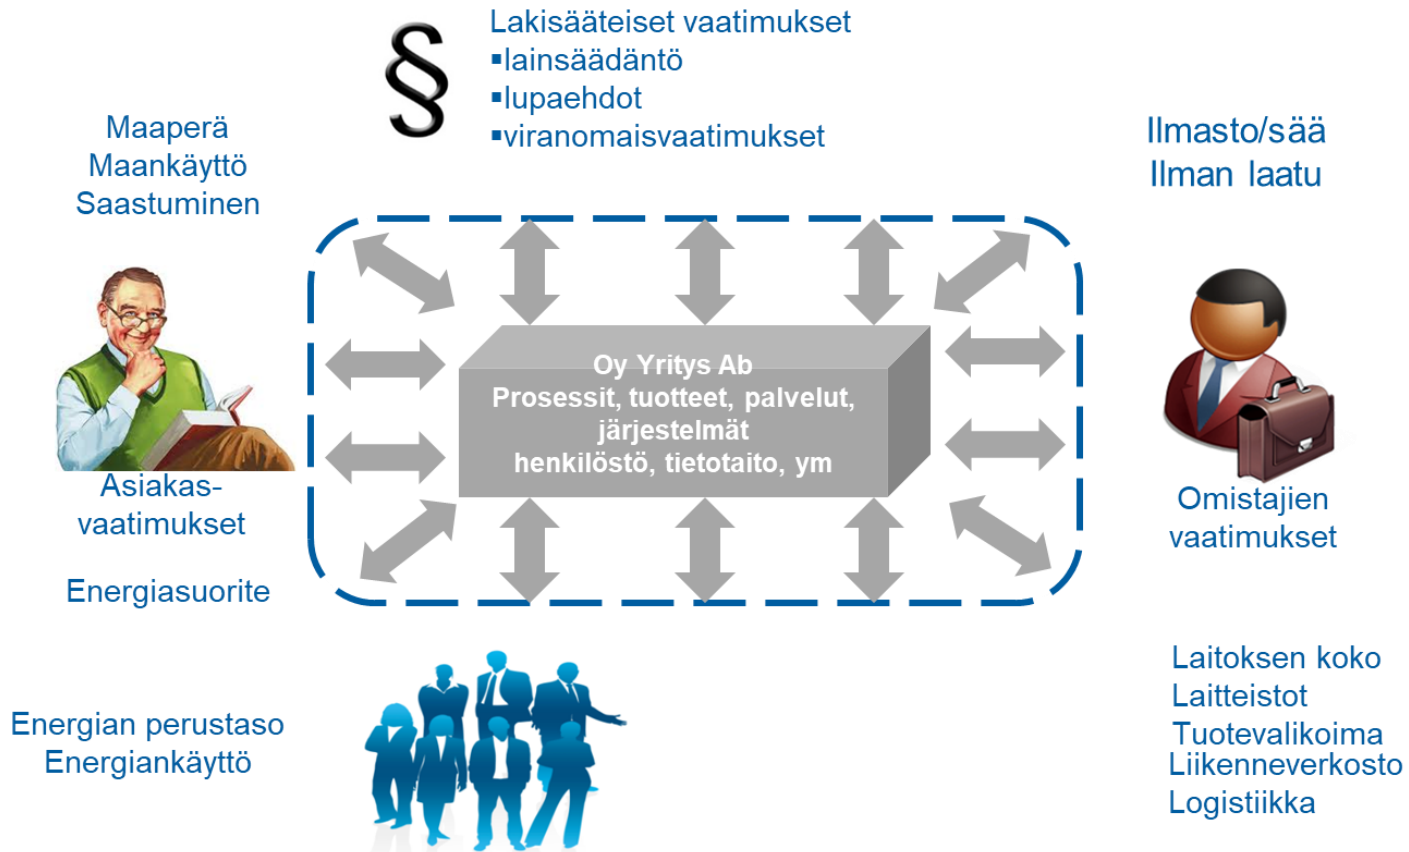 §
Lakisääteiset vaatimukset
▪lainsäädäntö
▪lupaehdot
▪viranomaisvaatimukset
Maaperä
Maankäyttö
Saastuminen
Ilmasto/sää
Ilman laatu
Oy Yritys Ab
Prosessit, tuotteet, palvelut,
järjestelmät
henkilöstö, tietotaito, ym
Asiakas-
vaatimukset
Omistajien
vaatimukset
Energiasuorite
Energian perustaso
Energiankäyttö
Laitoksen koko
Laitteistot
Tuotevalikoima
Liikenneverkosto
Logistiikka